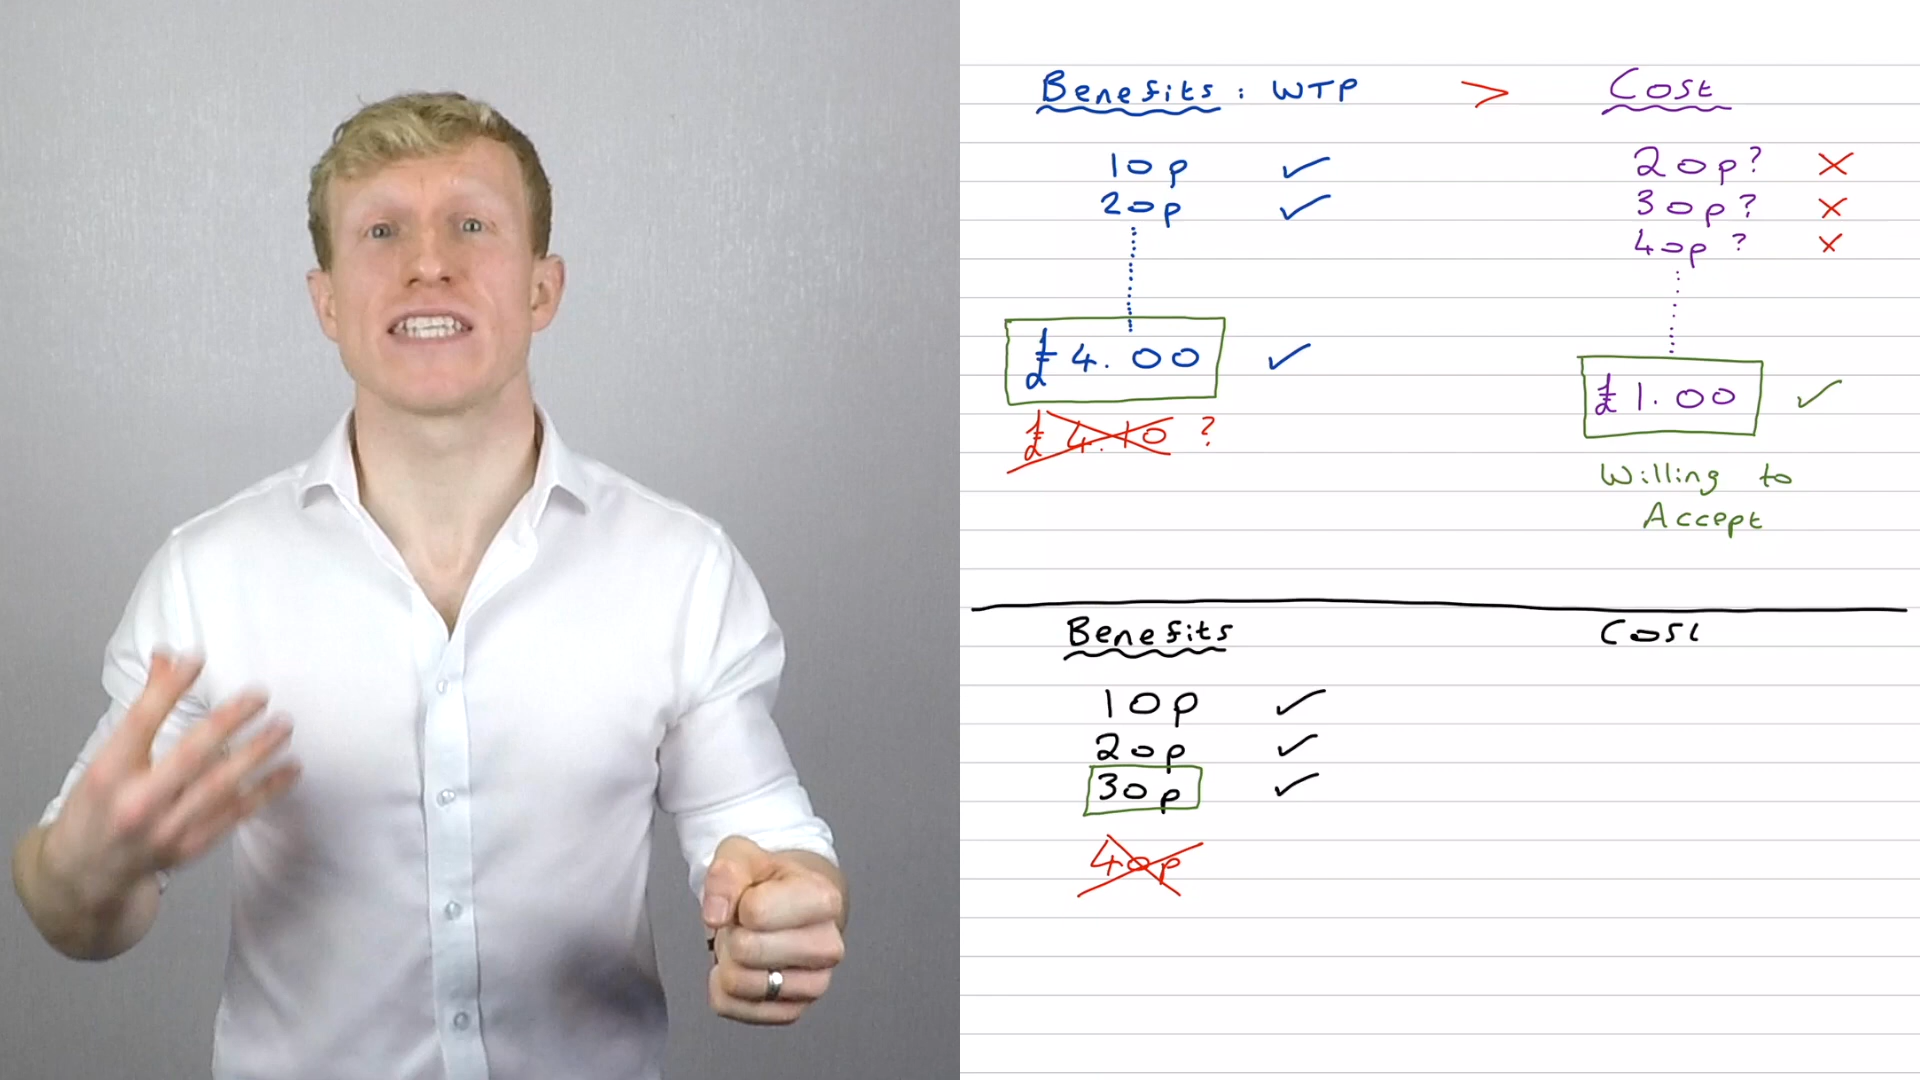 Benefits : WTP > Cost
10p ✓ 20p? ✗
20p ✓ 30p? ✗
40p ? ✗
£4.00 ✓
£1.00 ✓
£4.10 ?
Willing to
Accept
Benefits Cost
10p ✓
20p ✓
30p ✓
40p